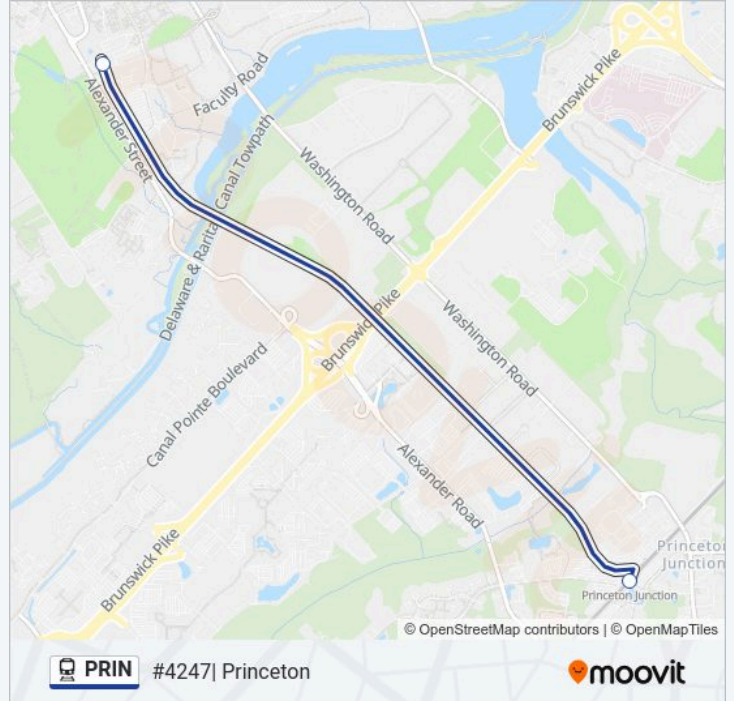 Faculty Road
Brunswick Pike
Alexander Street
Delaware & Raritan Canal Towpath
Washington Road
Brunswick Pike
Washington Road
Canal Pointe Boulevard
Alexander Road
Brunswick Pike
Princeton
Junction
Princeton Junction
© OpenStreetMap contributors | © OpenMapTiles
PRIN #4247| Princeton
moovit